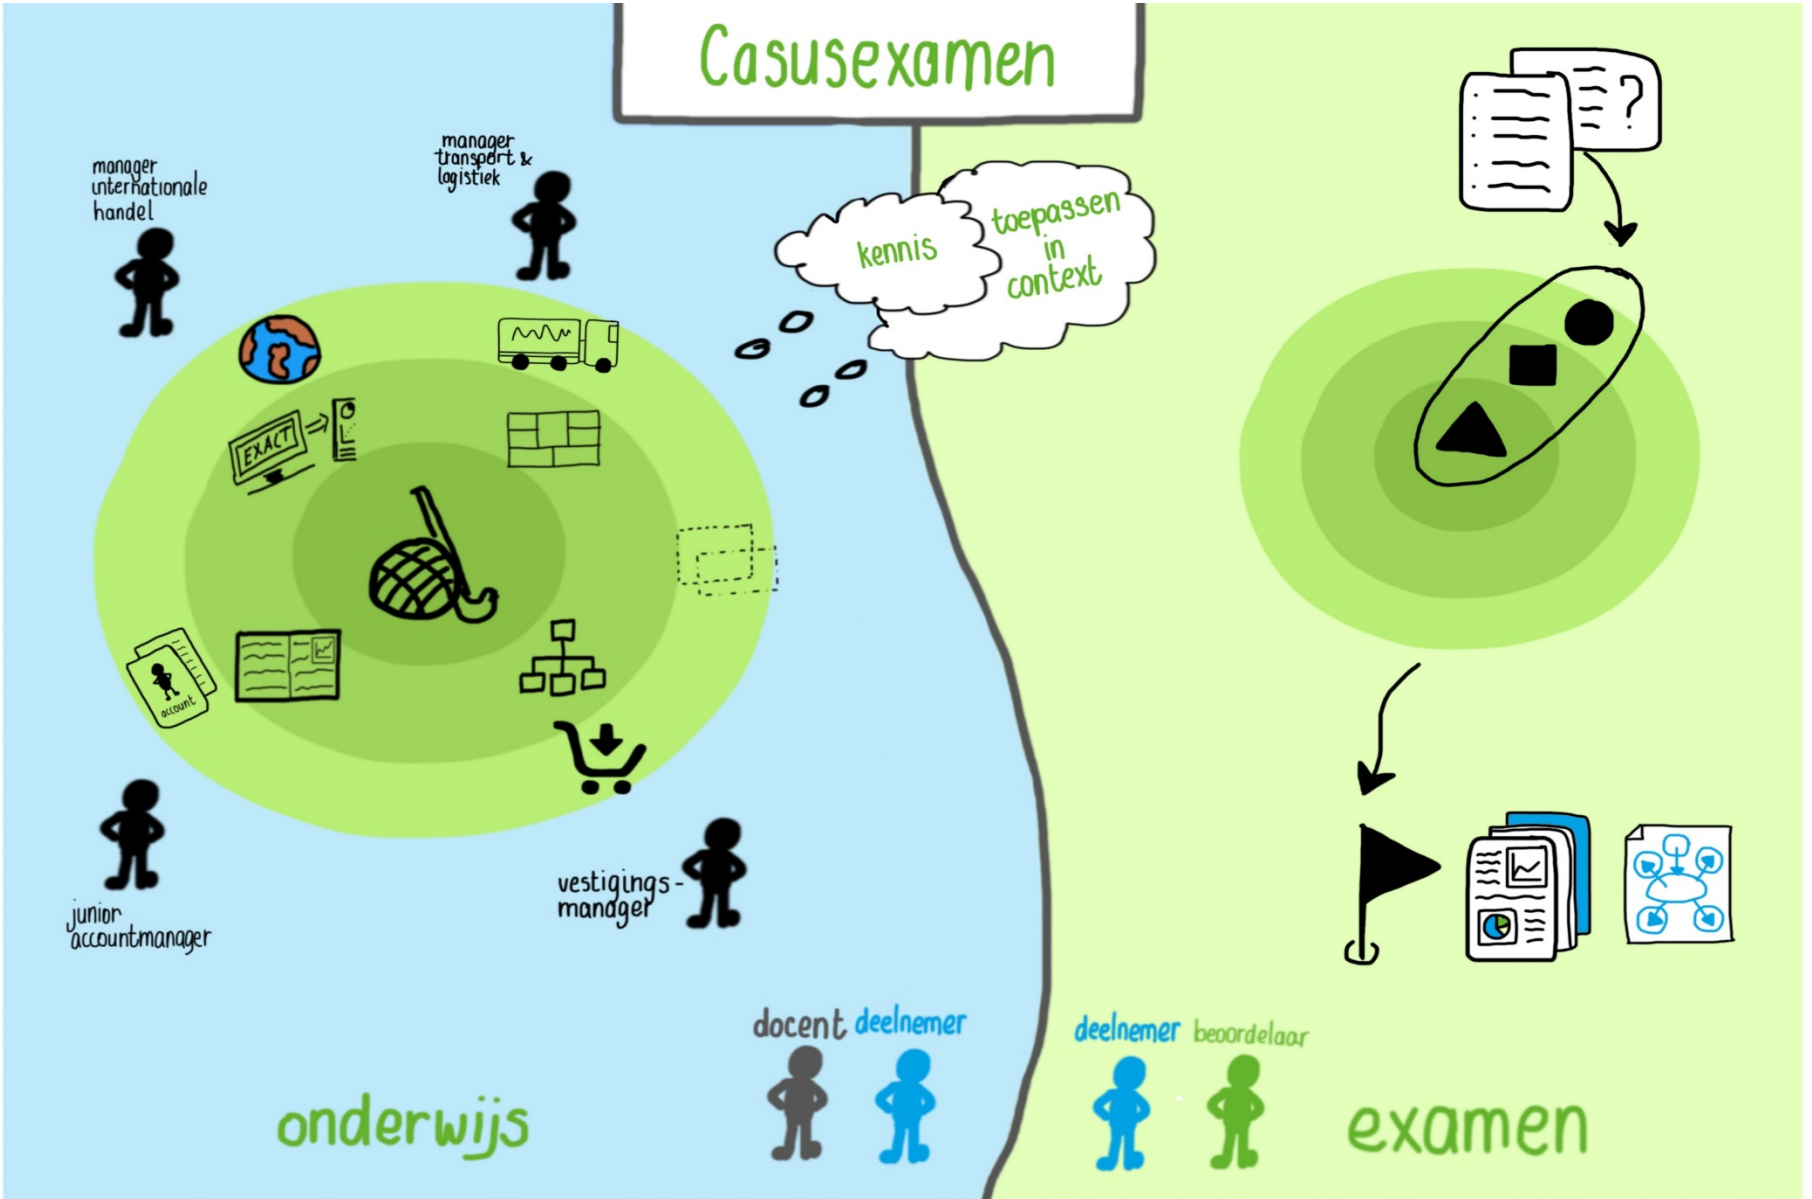 Casusexamen
manager
internationale
handel
manager
transport &
logistiek
kennis
toepassen
in
context
?
EXACT
account
junior
accountmanager
vestigings-
manager
docent
deelnemer
deelnemer
beoordelaar
onderwijs
examen